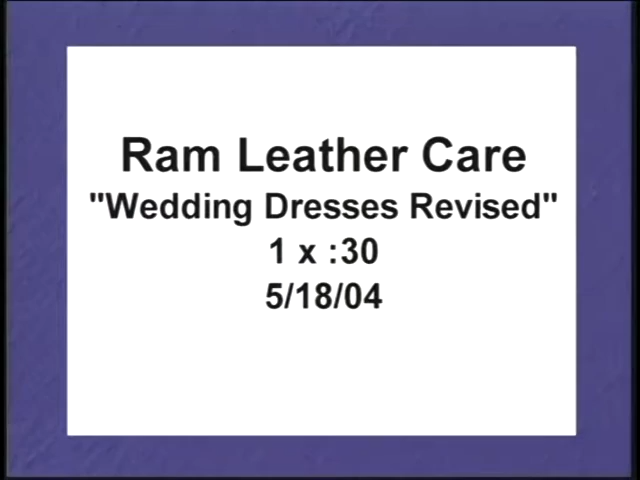 Ram Leather Care
"Wedding Dresses Revised"
1 x :30
5/18/04